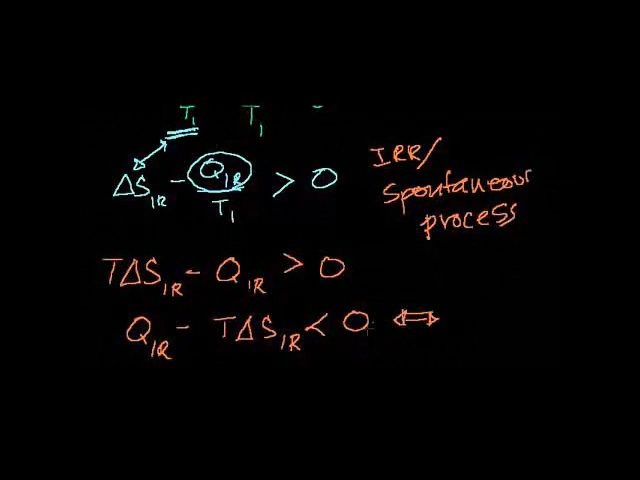 T₁ T₁
ΔS_IR - Q_IR/T₁ > 0
IRR/
spontaneous
process
TΔS_IR - Q_IR > 0
Q_IR - TΔS_IR < 0 ⟺